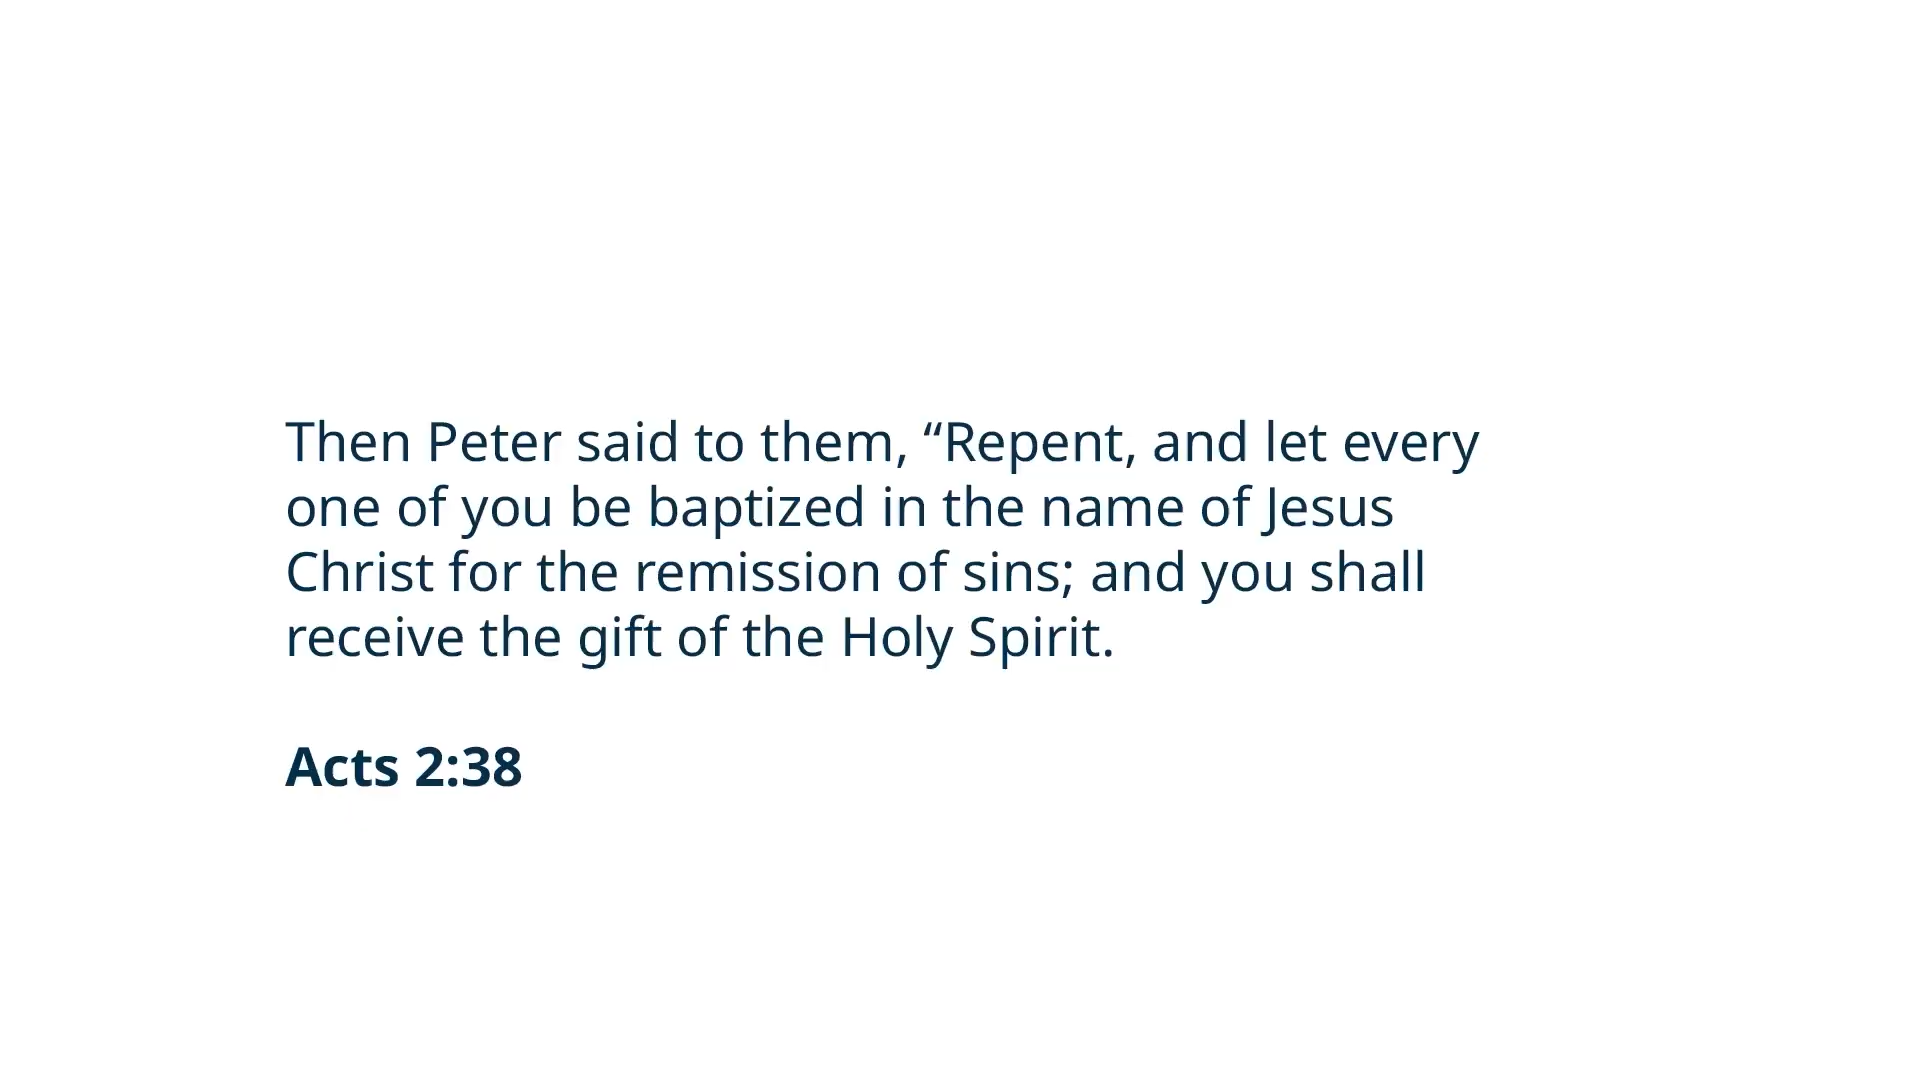 Then Peter said to them, “Repent, and let every
one of you be baptized in the name of Jesus
Christ for the remission of sins; and you shall
receive the gift of the Holy Spirit.
Acts 2:38